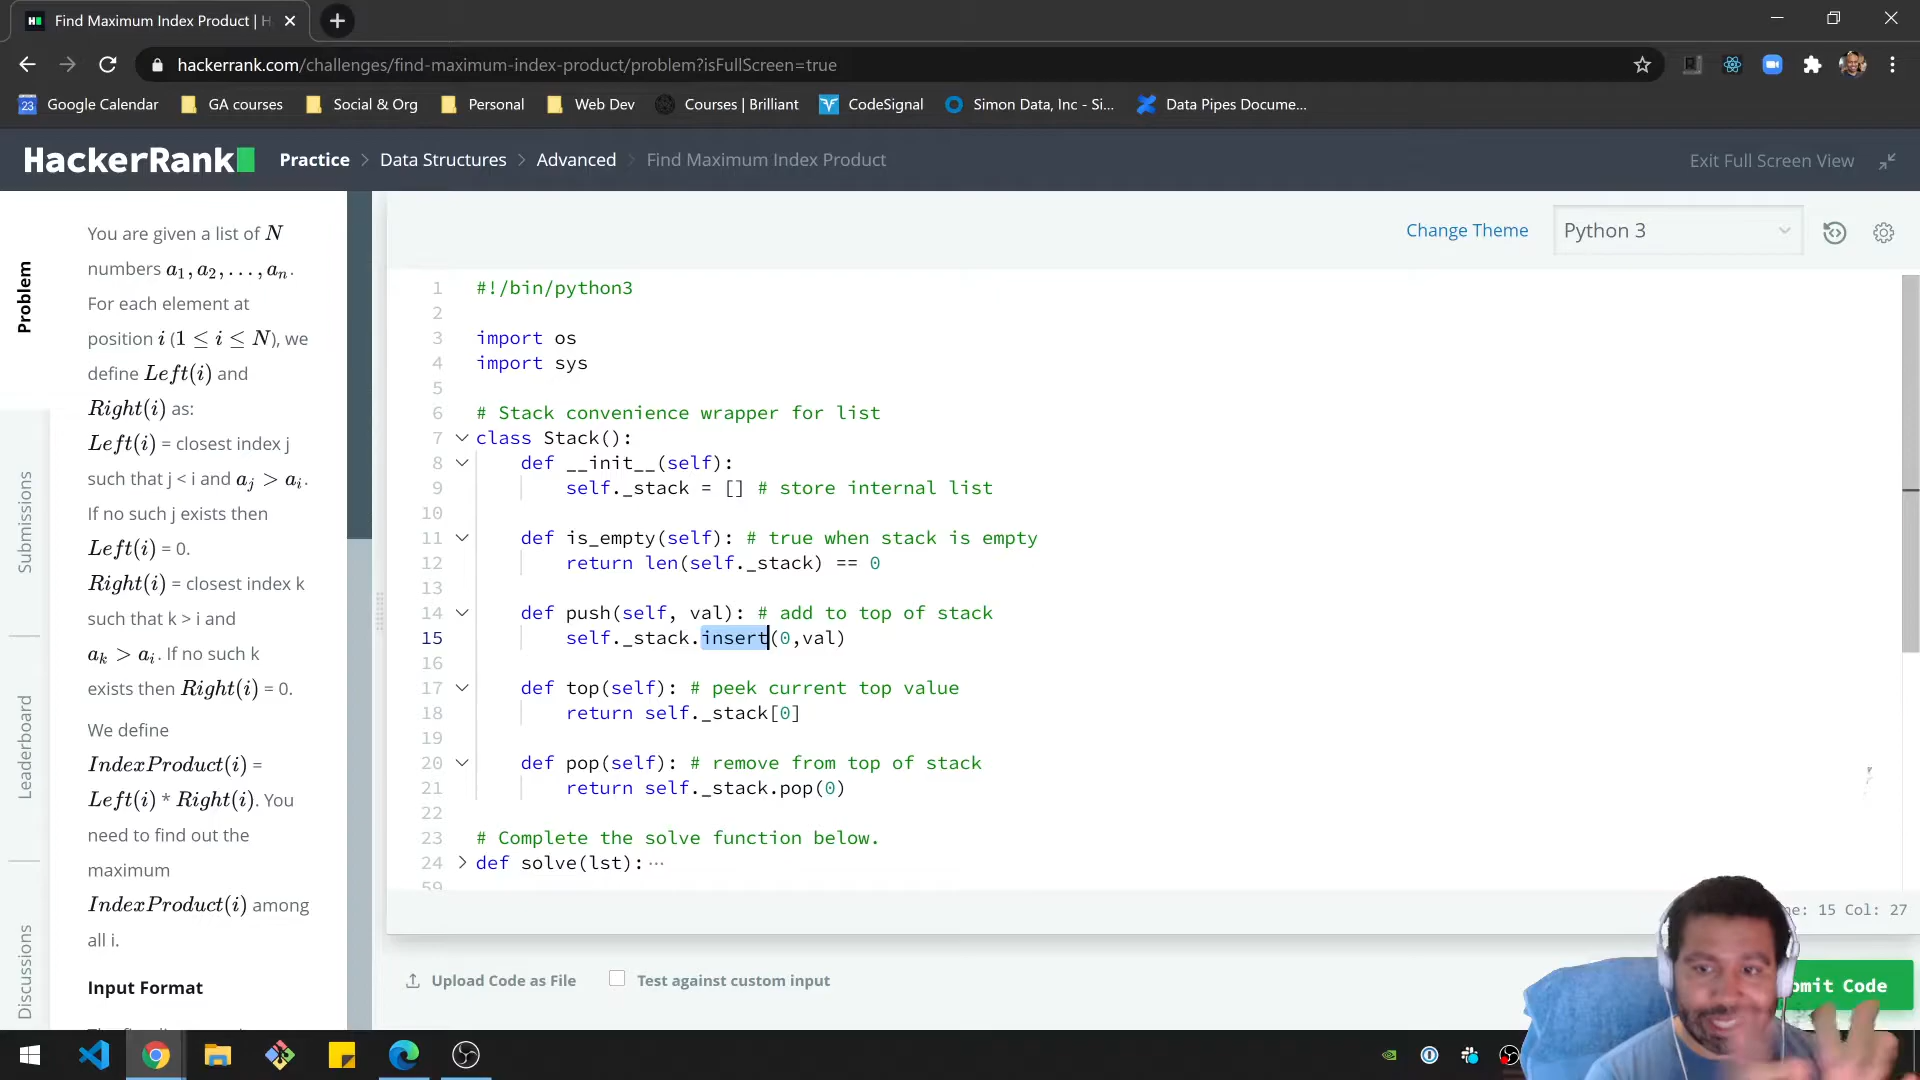 Find Maximum Index Product | H
hackerrank.com/challenges/find-maximum-index-product/problem?isFullScreen=true
23 Google Calendar GA courses Social & Org Personal Web Dev Courses | Brilliant CodeSignal Simon Data, Inc - Si... Data Pipes Docume...
HackerRank Practice > Data Structures > Advanced > Find Maximum Index Product Exit Full Screen View
Problem
Submissions
Leaderboard
Discussions
You are given a list of N
numbers a1, a2, . . . , an.
For each element at
position i (1 ≤ i ≤ N), we
define Left(i) and
Right(i) as:
Left(i) = closest index j
such that j < i and aj > ai.
If no such j exists then
Left(i) = 0.
Right(i) = closest index k
such that k > i and
ak > ai. If no such k
exists then Right(i) = 0.
We define
IndexProduct(i) =
Left(i) * Right(i). You
need to find out the
maximum
IndexProduct(i) among
all i.
Input Format
Change Theme Python 3
1 #!/bin/python3
2
3 import os
4 import sys
5
6 # Stack convenience wrapper for list
7 class Stack():
8 def __init__(self):
9 self._stack = [] # store internal list
10
11 def is_empty(self): # true when stack is empty
12 return len(self._stack) == 0
13
14 def push(self, val): # add to top of stack
15 self._stack.insert(0,val)
16
17 def top(self): # peek current top value
18 return self._stack[0]
19
20 def pop(self): # remove from top of stack
21 return self._stack.pop(0)
22
23 # Complete the solve function below.
24 def solve(lst):
59
15 Col: 27
Upload Code as File Test against custom input
Code